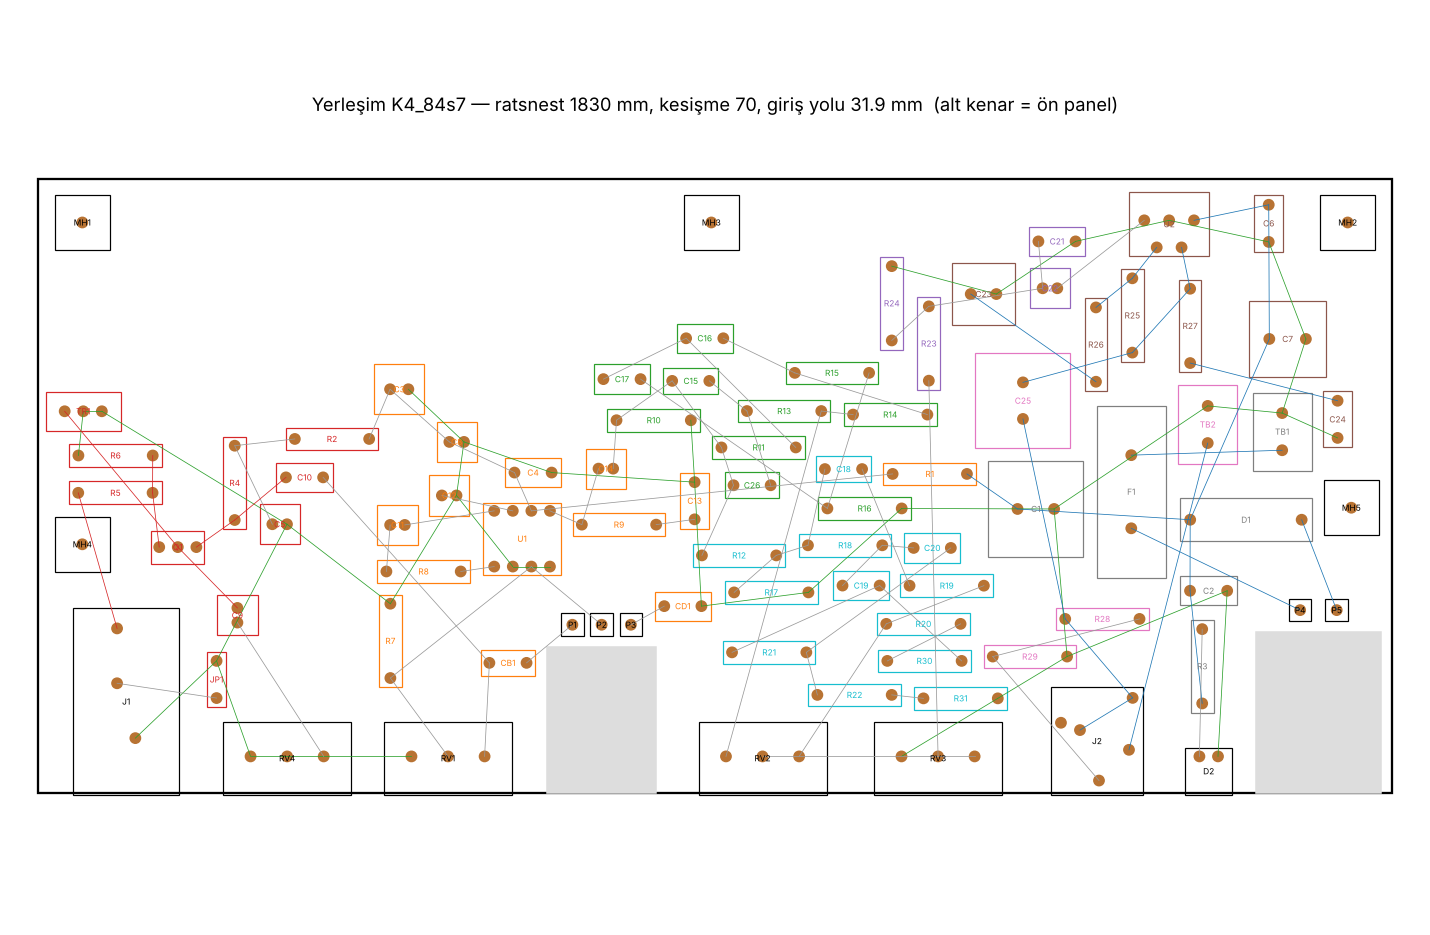 Yerleşim K4_84s7 — ratsnest 1830 mm, kesişme 70, giriş yolu 31.9 mm (alt kenar = ön panel)
MH1
MH3
MH2
C6
C21
R24
C23
R25
R27
R26
R23
C16
C7
C17
C15
R15
C25
R13
R14
C24
R10
TB2
TB1
R2
R6
R11
C10
C4
C18
R1
R4
R5
C26
F1
C13
R16
MH5
D1
R9
U1
MH4
R12
R18
C20
R8
C19
R19
R17
C2
CD1
P4
P5
R28
P1
P2
P3
R20
R7
R21
R29
CB1
R30
R3
JP1
R22
R31
J1
J2
RV4
RV1
RV2
RV3
D2